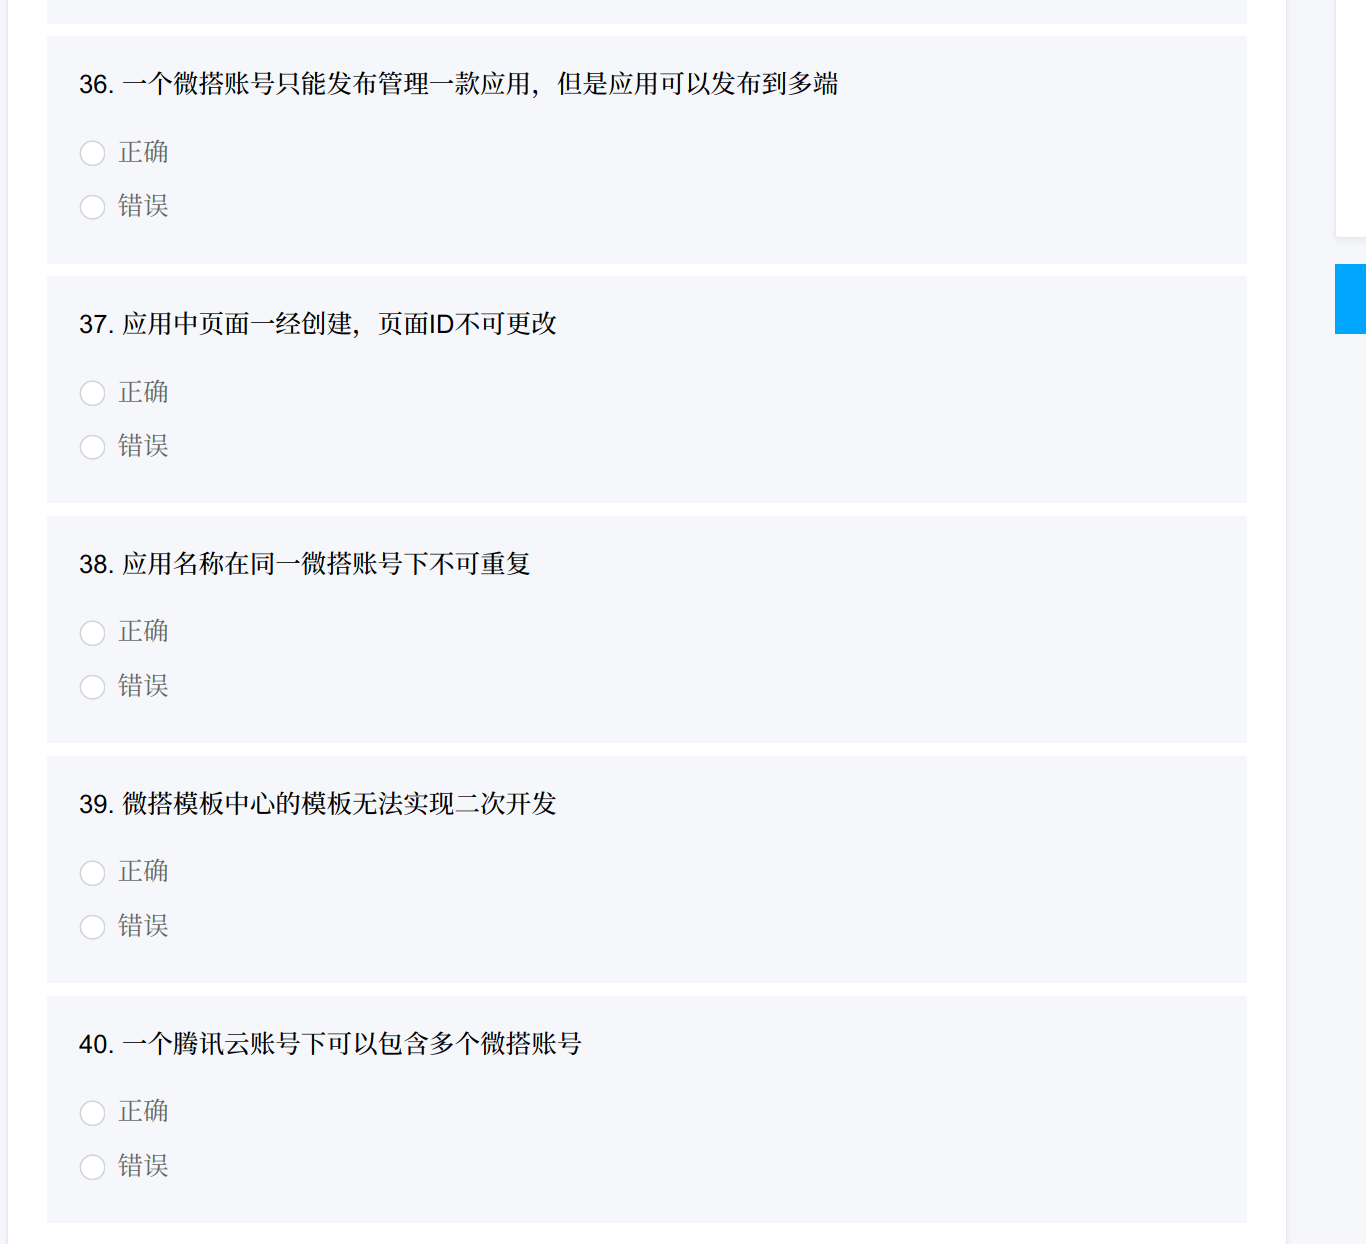 36. 一个微搭账号只能发布管理一款应用，但是应用可以发布到多端
正确
错误
37. 应用中页面一经创建，页面ID不可更改
正确
错误
38. 应用名称在同一微搭账号下不可重复
正确
错误
39. 微搭模板中心的模板无法实现二次开发
正确
错误
40. 一个腾讯云账号下可以包含多个微搭账号
正确
错误